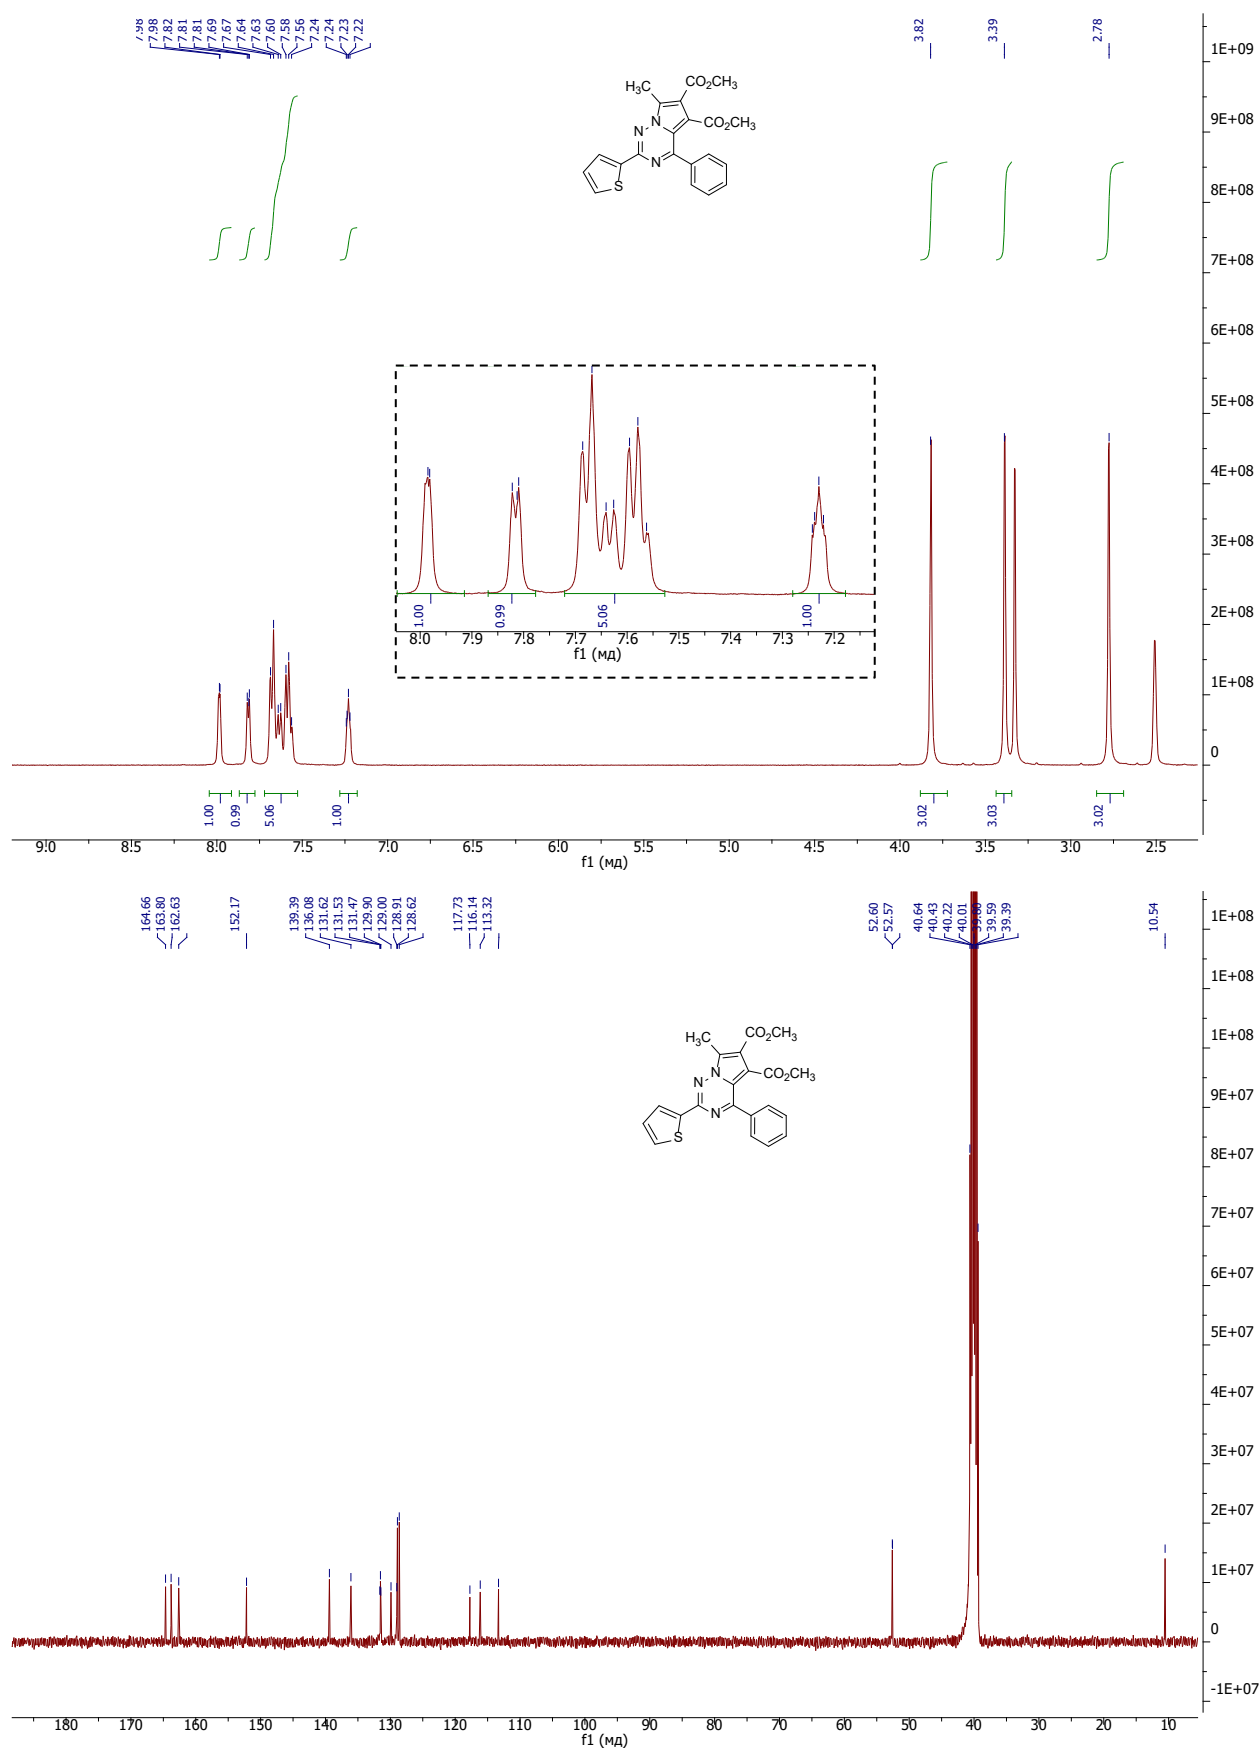 7.98
7.98
7.82
7.81
7.81
7.69
7.67
7.64
7.63
7.60
7.58
7.56
7.24
7.24
7.23
7.22
3.82
3.39
2.78
1E+09
9E+08
8E+08
7E+08
6E+08
5E+08
4E+08
3E+08
2E+08
1E+08
0
H3C
CO2CH3
CO2CH3
N
N
N
S
1.00
0.99
5.06
1.00
8.0 7.9 7.8 7.7 7.6 7.5 7.4 7.3 7.2
f1 (мд)
1.00
0.99
5.06
1.00
3.02
3.03
3.02
9.0 8.5 8.0 7.5 7.0 6.5 6.0 5.5 5.0 4.5 4.0 3.5 3.0 2.5
f1 (мд)
164.66
163.80
162.63
152.17
139.39
136.08
131.62
131.53
131.47
129.90
129.00
128.91
128.62
117.73
116.14
113.32
52.60
52.57
40.64
40.43
40.22
40.01
39.80
39.59
39.39
10.54
1E+08
1E+08
1E+08
9E+07
8E+07
7E+07
6E+07
5E+07
4E+07
3E+07
2E+07
1E+07
0
-1E+07
H3C
CO2CH3
CO2CH3
N
N
N
S
180 170 160 150 140 130 120 110 100 90 80 70 60 50 40 30 20 10
f1 (мд)